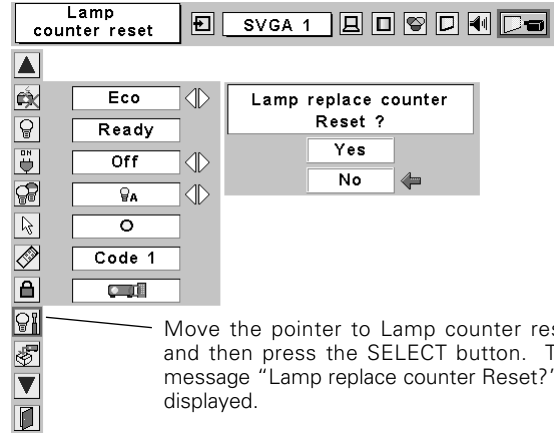 Lamp
counter reset
SVGA 1
Eco
Ready
ON
Off
A
Code 1
Lamp replace counter
Reset ?
Yes
No
Move the pointer to Lamp counter res
and then press the SELECT button. T
message “Lamp replace counter Reset?”
displayed.